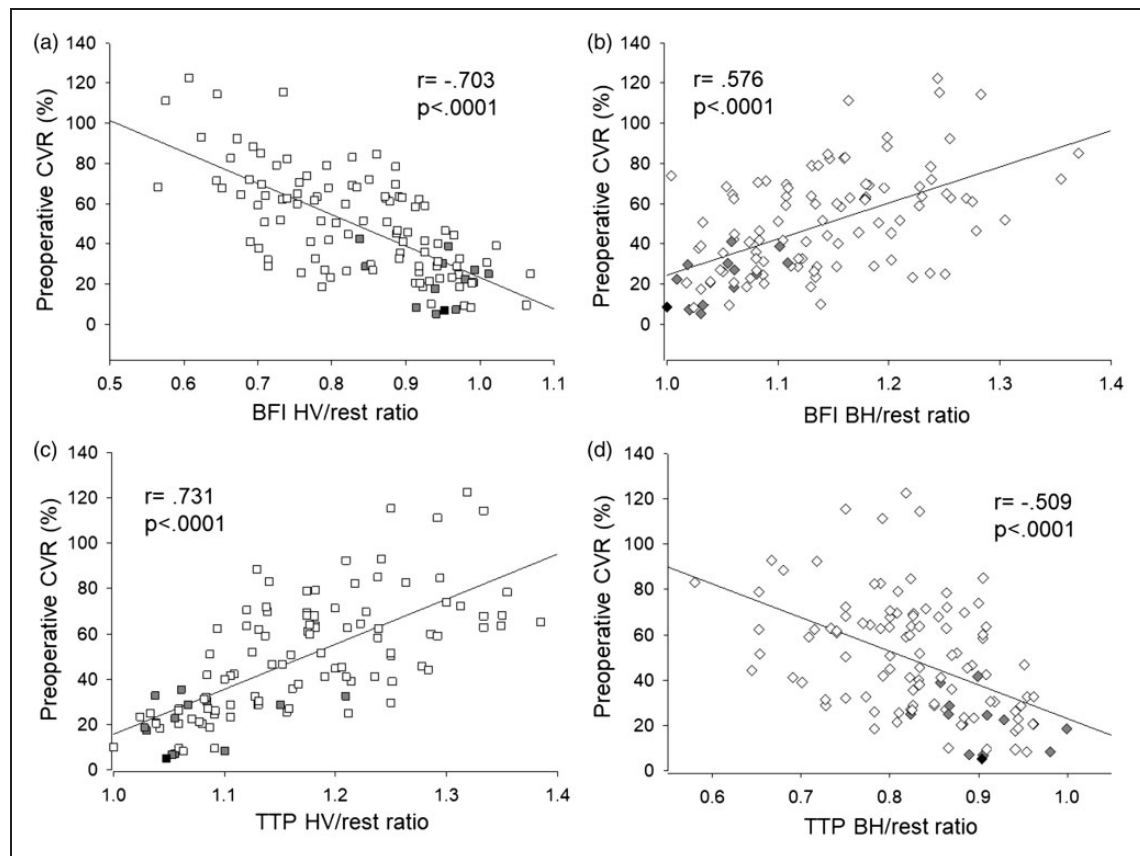 (a)
140
120
100
80
60
40
20
0
Preoperative CVR (%)
r= -.703
p<.0001
0.5 0.6 0.7 0.8 0.9 1.0 1.1
BFI HV/rest ratio
(b)
140
120
100
80
60
40
20
0
Preoperative CVR (%)
r= .576
p<.0001
1.0 1.1 1.2 1.3 1.4
BFI BH/rest ratio
(c)
140
120
100
80
60
40
20
0
Preoperative CVR (%)
r= .731
p<.0001
1.0 1.1 1.2 1.3 1.4
TTP HV/rest ratio
(d)
140
120
100
80
60
40
20
0
Preoperative CVR (%)
r= -.509
p<.0001
0.6 0.7 0.8 0.9 1.0
TTP BH/rest ratio